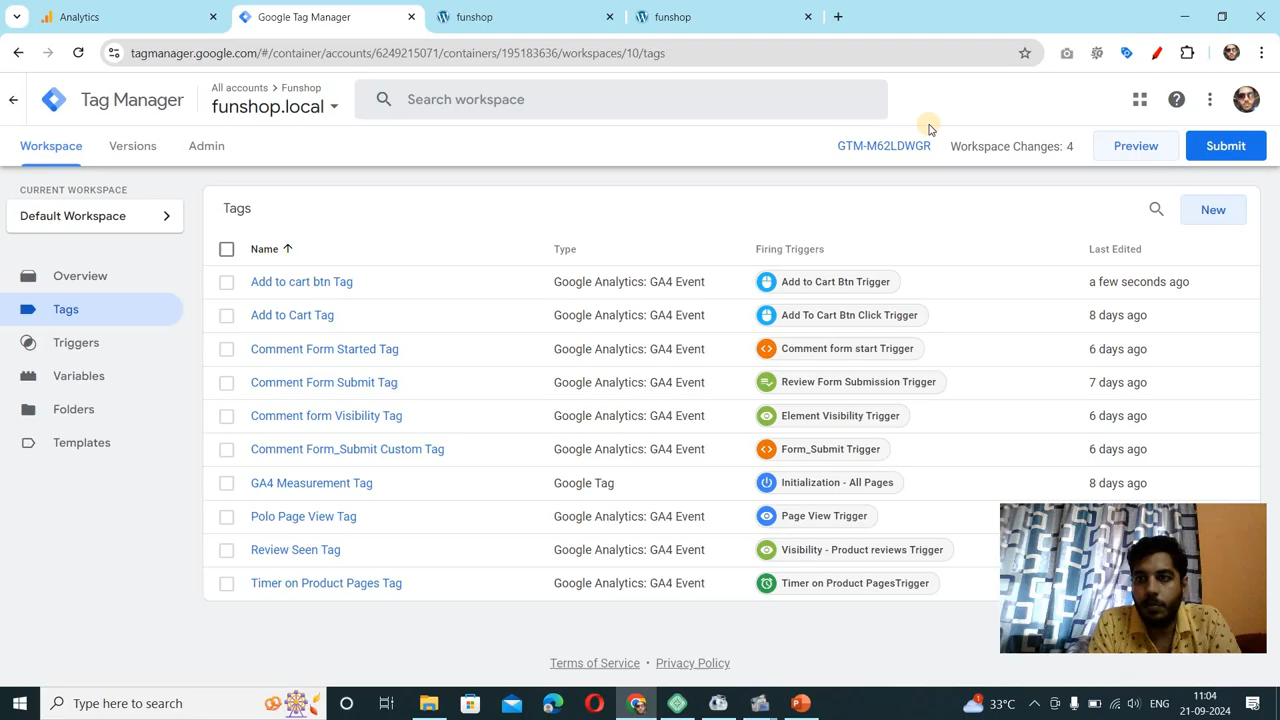 Analytics
Google Tag Manager
funshop
funshop
tagmanager.google.com/#/container/accounts/6249215071/containers/195183636/workspaces/10/tags
Tag Manager
All accounts > Funshop
funshop.local
Search workspace
Workspace
Versions
Admin
GTM-M62LDWGR
Workspace Changes: 4
Preview
Submit
CURRENT WORKSPACE
Default Workspace
Overview
Tags
Triggers
Variables
Folders
Templates
Tags
New
Name Type Firing Triggers Last Edited
Add to cart btn Tag Google Analytics: GA4 Event Add to Cart Btn Trigger a few seconds ago
Add to Cart Tag Google Analytics: GA4 Event Add To Cart Btn Click Trigger 8 days ago
Comment Form Started Tag Google Analytics: GA4 Event Comment form start Trigger 6 days ago
Comment Form Submit Tag Google Analytics: GA4 Event Review Form Submission Trigger 7 days ago
Comment form Visibility Tag Google Analytics: GA4 Event Element Visibility Trigger 6 days ago
Comment Form_Submit Custom Tag Google Analytics: GA4 Event Form_Submit Trigger 6 days ago
GA4 Measurement Tag Google Tag Initialization - All Pages 8 days ago
Polo Page View Tag Google Analytics: GA4 Event Page View Trigger
Review Seen Tag Google Analytics: GA4 Event Visibility - Product reviews Trigger
Timer on Product Pages Tag Google Analytics: GA4 Event Timer on Product PagesTrigger
Terms of Service • Privacy Policy
Type here to search
33°C
ENG
11:04
21-09-2024